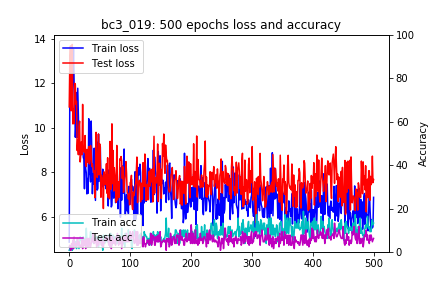 bc3_019: 500 epochs loss and accuracy
14
12
10
8
6
Loss
Train loss
Test loss
Train acc
Test acc
100
80
60
40
20
0
Accuracy
0
100
200
300
400
500